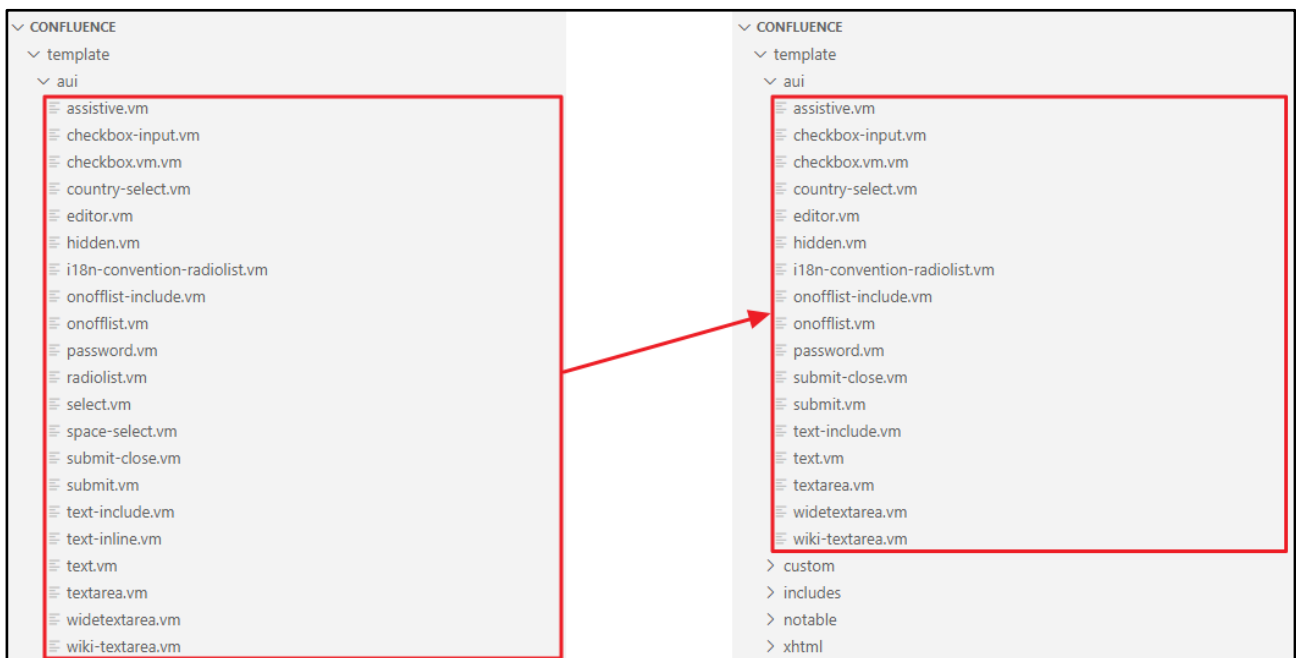 CONFLUENCE
template
aui
assistive.vm
checkbox-input.vm
checkbox.vm.vm
country-select.vm
editor.vm
hidden.vm
i18n-convention-radiolist.vm
onofflist-include.vm
onofflist.vm
password.vm
radiolist.vm
select.vm
space-select.vm
submit-close.vm
submit.vm
text-include.vm
text-inline.vm
text.vm
textarea.vm
widetextarea.vm
wiki-textarea.vm
CONFLUENCE
template
aui
assistive.vm
checkbox-input.vm
checkbox.vm.vm
country-select.vm
editor.vm
hidden.vm
i18n-convention-radiolist.vm
onofflist-include.vm
onofflist.vm
password.vm
submit-close.vm
submit.vm
text-include.vm
text.vm
textarea.vm
widetextarea.vm
wiki-textarea.vm
custom
includes
notable
xhtml